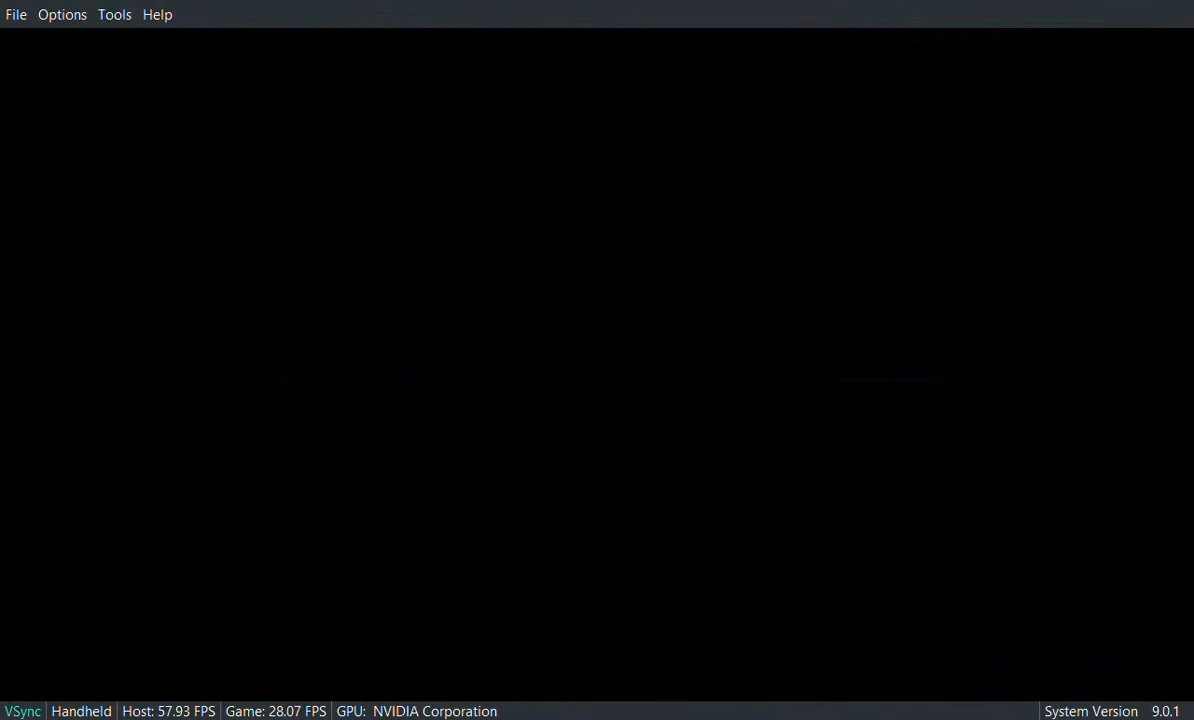 File Options Tools Help
VSync Handheld Host: 57.93 FPS Game: 28.07 FPS GPU: NVIDIA Corporation System Version 9.0.1